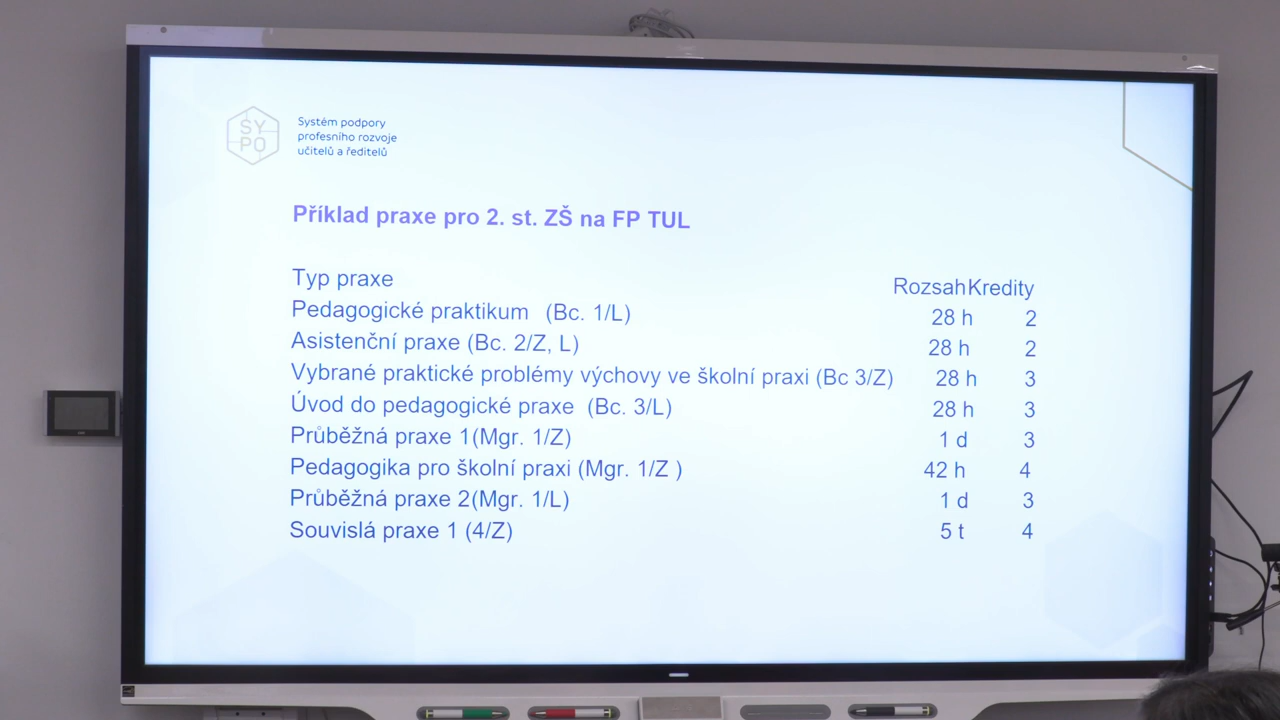 SY
PO
Systém podpory
profesního rozvoje
učitelů a ředitelů
Příklad praxe pro 2. st. ZŠ na FP TUL
Typ praxe Rozsah Kredity
Pedagogické praktikum (Bc. 1/L) 28 h 2
Asistenční praxe (Bc. 2/Z, L) 28 h 2
Vybrané praktické problémy výchovy ve školní praxi (Bc 3/Z) 28 h 3
Úvod do pedagogické praxe (Bc. 3/L) 28 h 3
Průběžná praxe 1(Mgr. 1/Z) 1 d 3
Pedagogika pro školní praxi (Mgr. 1/Z ) 42 h 4
Průběžná praxe 2(Mgr. 1/L) 1 d 3
Souvislá praxe 1 (4/Z) 5 t 4